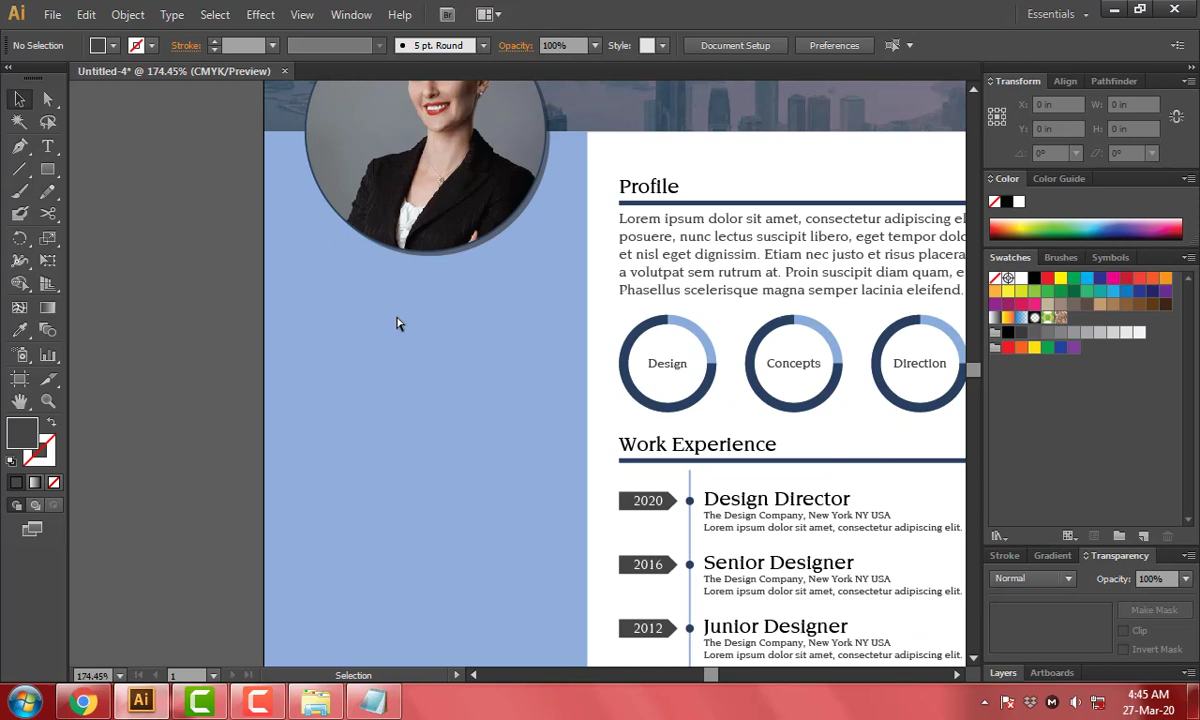 Ai File Edit Object Type Select Effect View Window Help Br Essentials
No Selection Stroke: 5 pt. Round Opacity: 100% Style: Document Setup Preferences
Untitled-4* @ 174.45% (CMYK/Preview)
Transform Align Pathfinder
X: 0 in W: 0 in
Y: 0 in H: 0 in
0° 0°
Color Color Guide
Swatches Brushes Symbols
Stroke Gradient Transparency
Normal Opacity: 100%
Make Mask
Clip
Invert Mask
Layers Artboards
Profile
Lorem ipsum dolor sit amet, consectetur adipiscing el
posuere, nunc lectus suscipit libero, eget tempor dolo
et nisl eget dignissim. Etiam nec justo et risus placera
a volutpat sem rutrum at. Proin suscipit diam quam, e
Phasellus scelerisque magna semper lacinia eleifend.
Design Concepts Direction
Work Experience
2020 Design Director
The Design Company, New York NY USA
Lorem ipsum dolor sit amet, consectetur adipiscing elit.
2016 Senior Designer
The Design Company, New York NY USA
Lorem ipsum dolor sit amet, consectetur adipiscing elit.
2012 Junior Designer
The Design Company, New York NY USA
Lorem ipsum dolor sit amet, consectetur adipiscing elit.
174.45% 1 Selection
Ai
4:45 AM
27-Mar-20